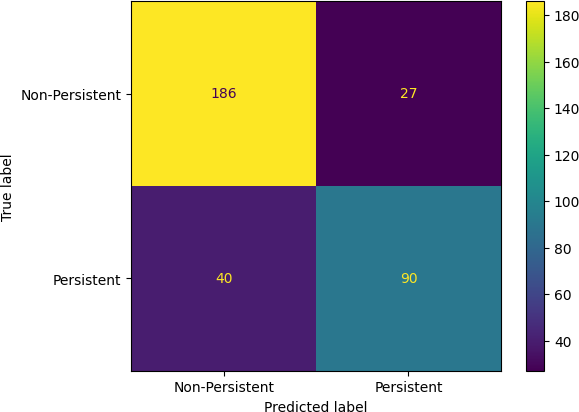 Non-Persistent
Persistent
True label
186 27
40 90
Non-Persistent Persistent
Predicted label
180
160
140
120
100
80
60
40